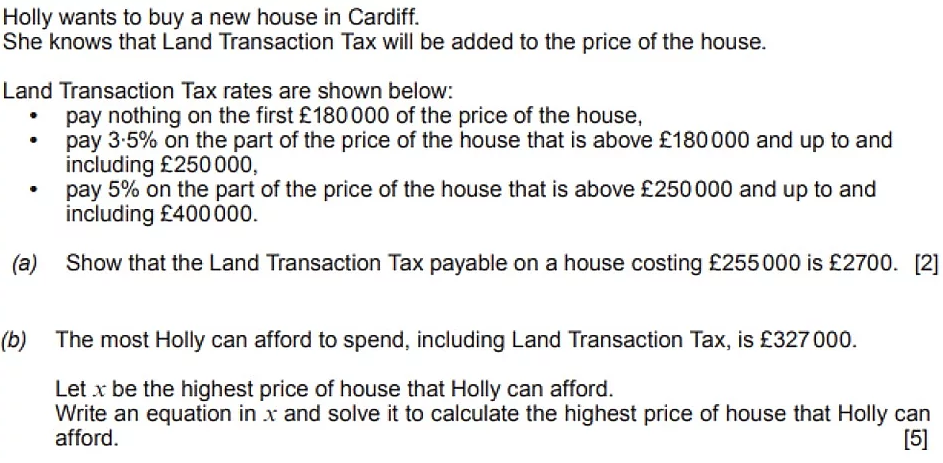 Holly wants to buy a new house in Cardiff.
She knows that Land Transaction Tax will be added to the price of the house.
Land Transaction Tax rates are shown below:
• pay nothing on the first £180 000 of the price of the house,
• pay 3·5% on the part of the price of the house that is above £180 000 and up to and
including £250 000,
• pay 5% on the part of the price of the house that is above £250 000 and up to and
including £400 000.
(a) Show that the Land Transaction Tax payable on a house costing £255 000 is £2700. [2]
(b) The most Holly can afford to spend, including Land Transaction Tax, is £327 000.
Let x be the highest price of house that Holly can afford.
Write an equation in x and solve it to calculate the highest price of house that Holly can
afford. [5]